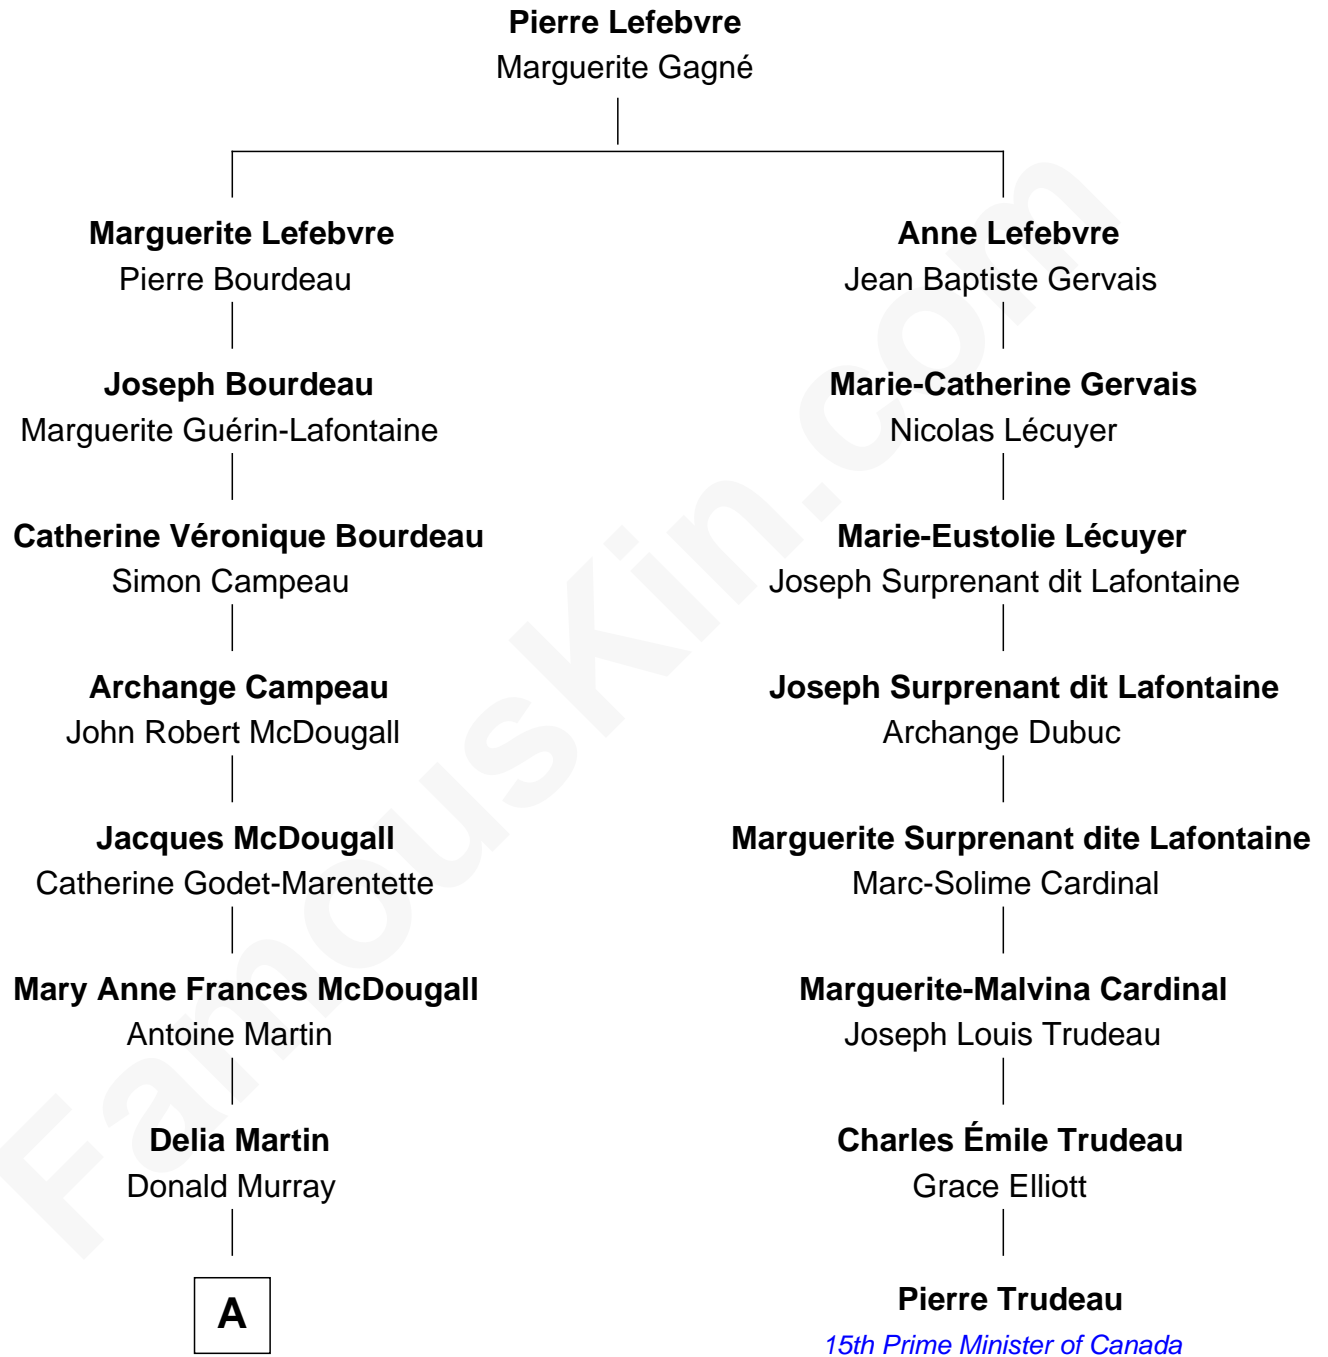 Pierre Lefebvre
Marguerite Gagné
Marguerite Lefebvre
Pierre Bourdeau
Joseph Bourdeau
Marguerite Guérin-Lafontaine
Catherine Véronique Bourdeau
Simon Campeau
Archange Campeau
John Robert McDougall
Jacques McDougall
Catherine Godet-Marentette
Mary Anne Frances McDougall
Antoine Martin
Delia Martin
Donald Murray
A
Anne Lefebvre
Jean Baptiste Gervais
Marie-Catherine Gervais
Nicolas Lécuyer
Marie-Eustolie Lécuyer
Joseph Surprenant dit Lafontaine
Joseph Surprenant dit Lafontaine
Archange Dubuc
Marguerite Surprenant dite Lafontaine
Marc-Solime Cardinal
Marguerite-Malvina Cardinal
Joseph Louis Trudeau
Charles Émile Trudeau
Grace Elliott
Pierre Trudeau
15th Prime Minister of Canada
FamousKin.com